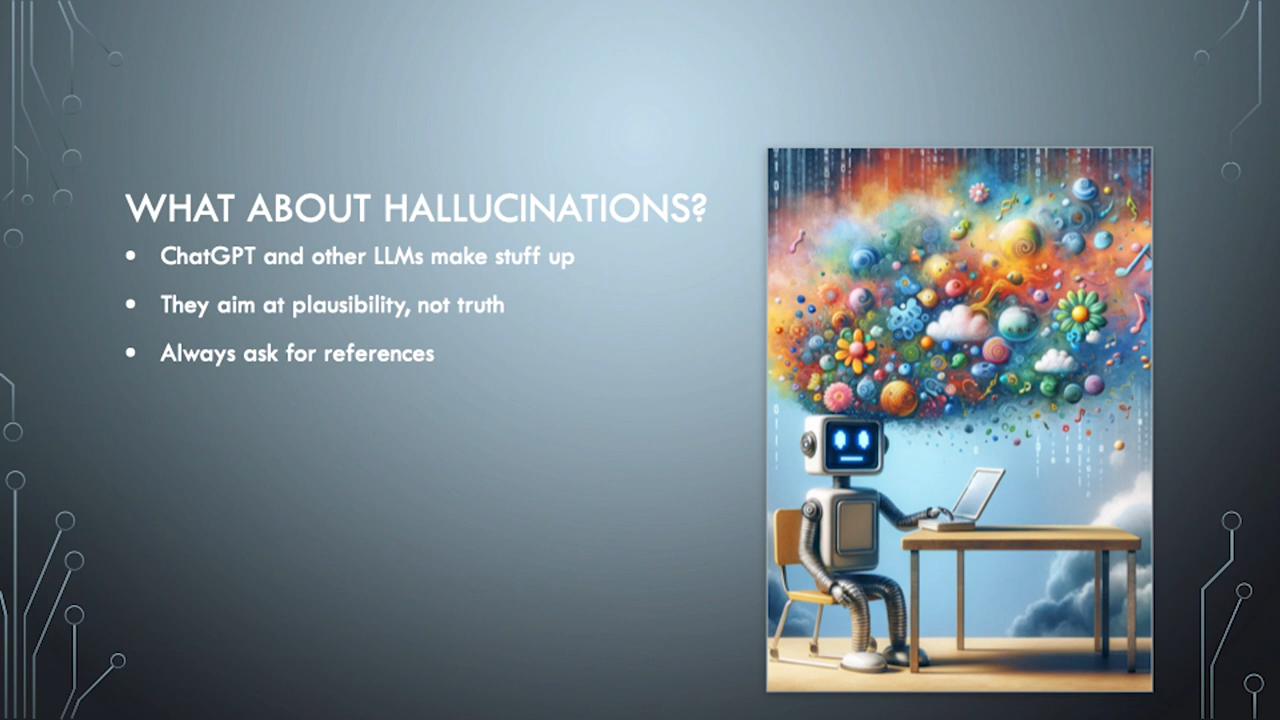 WHAT ABOUT HALLUCINATIONS?
• ChatGPT and other LLMs make stuff up
• They aim at plausibility, not truth
• Always ask for references